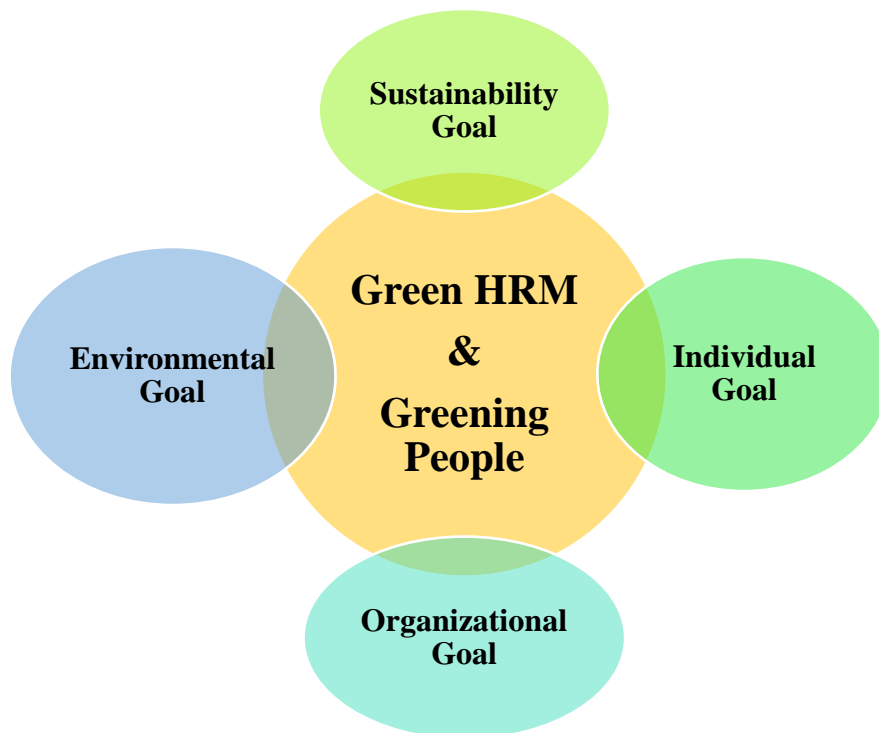 Sustainability
Goal
Green HRM
&
Greening
People
Environmental
Goal
Individual
Goal
Organizational
Goal